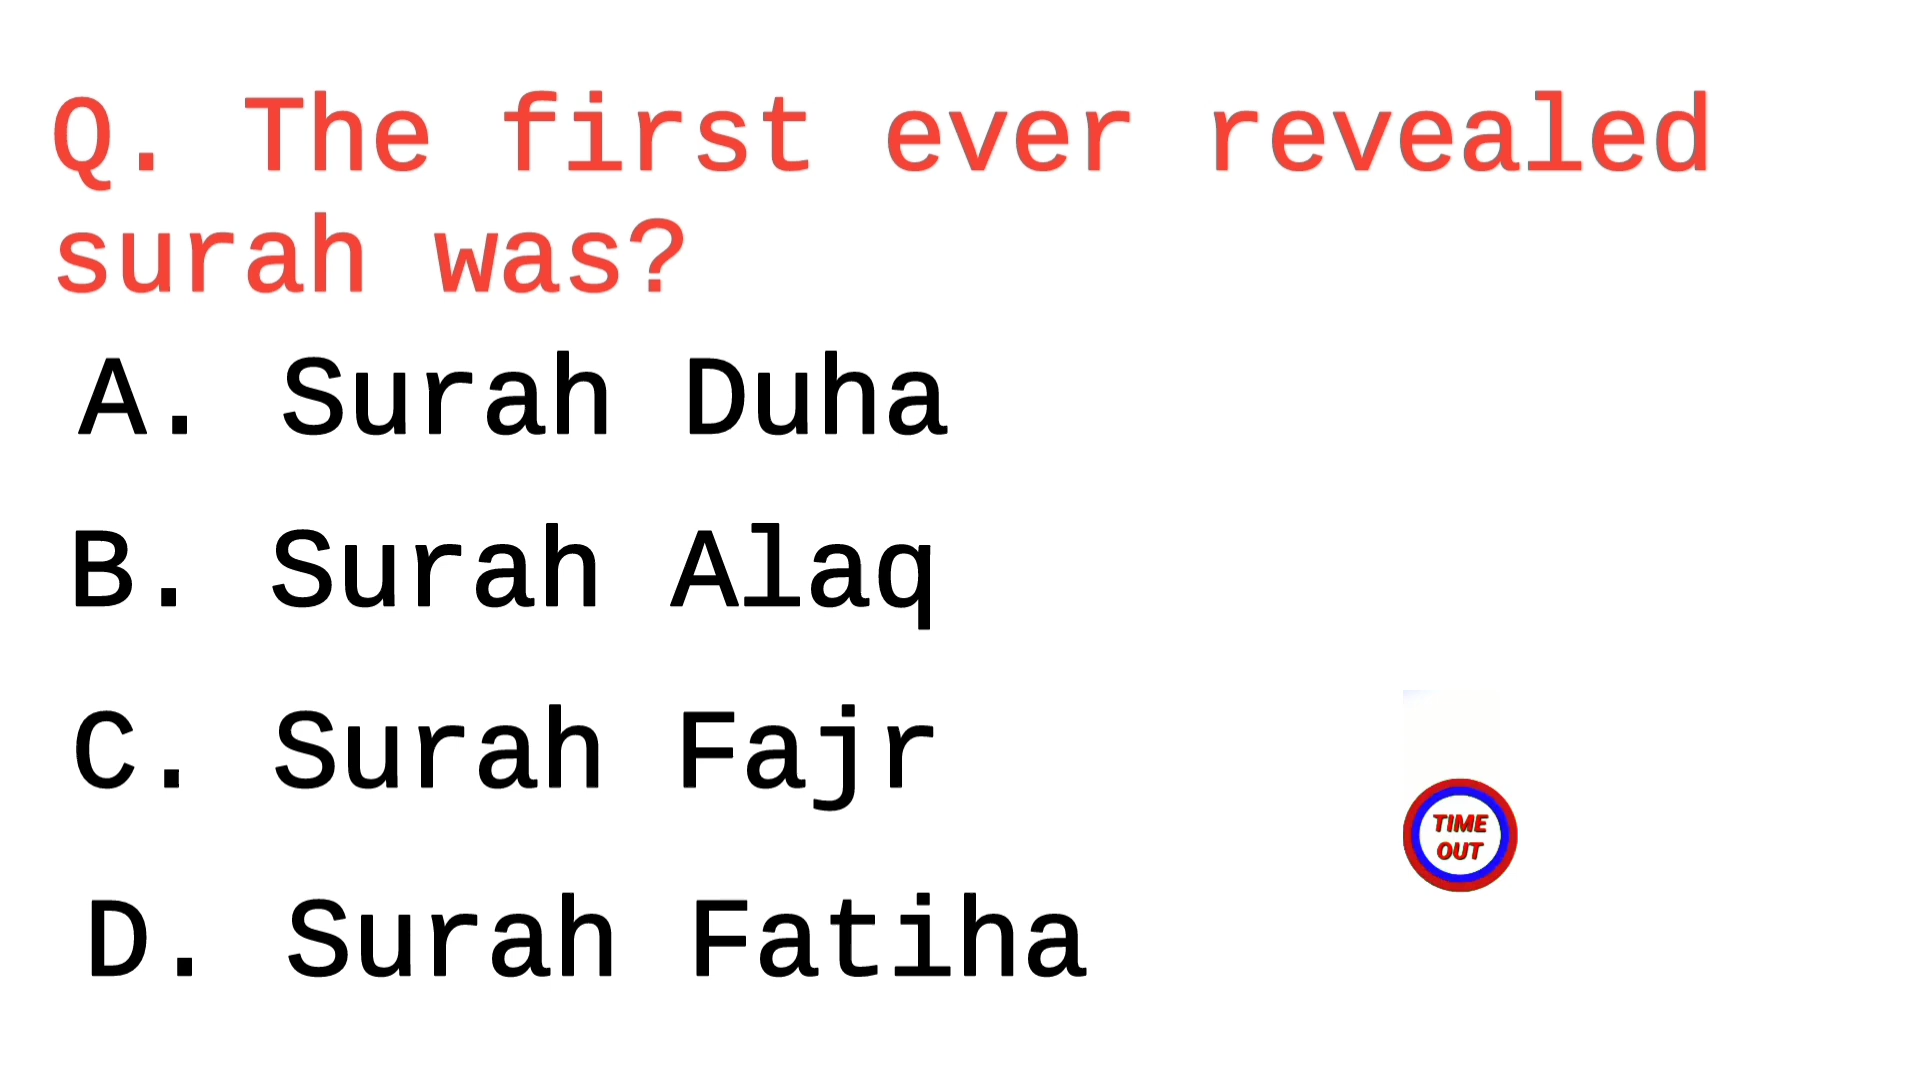 Q. The first ever revealed
surah was?
A. Surah Duha
B. Surah Alaq
C. Surah Fajr
TIME
OUT
D. Surah Fatiha